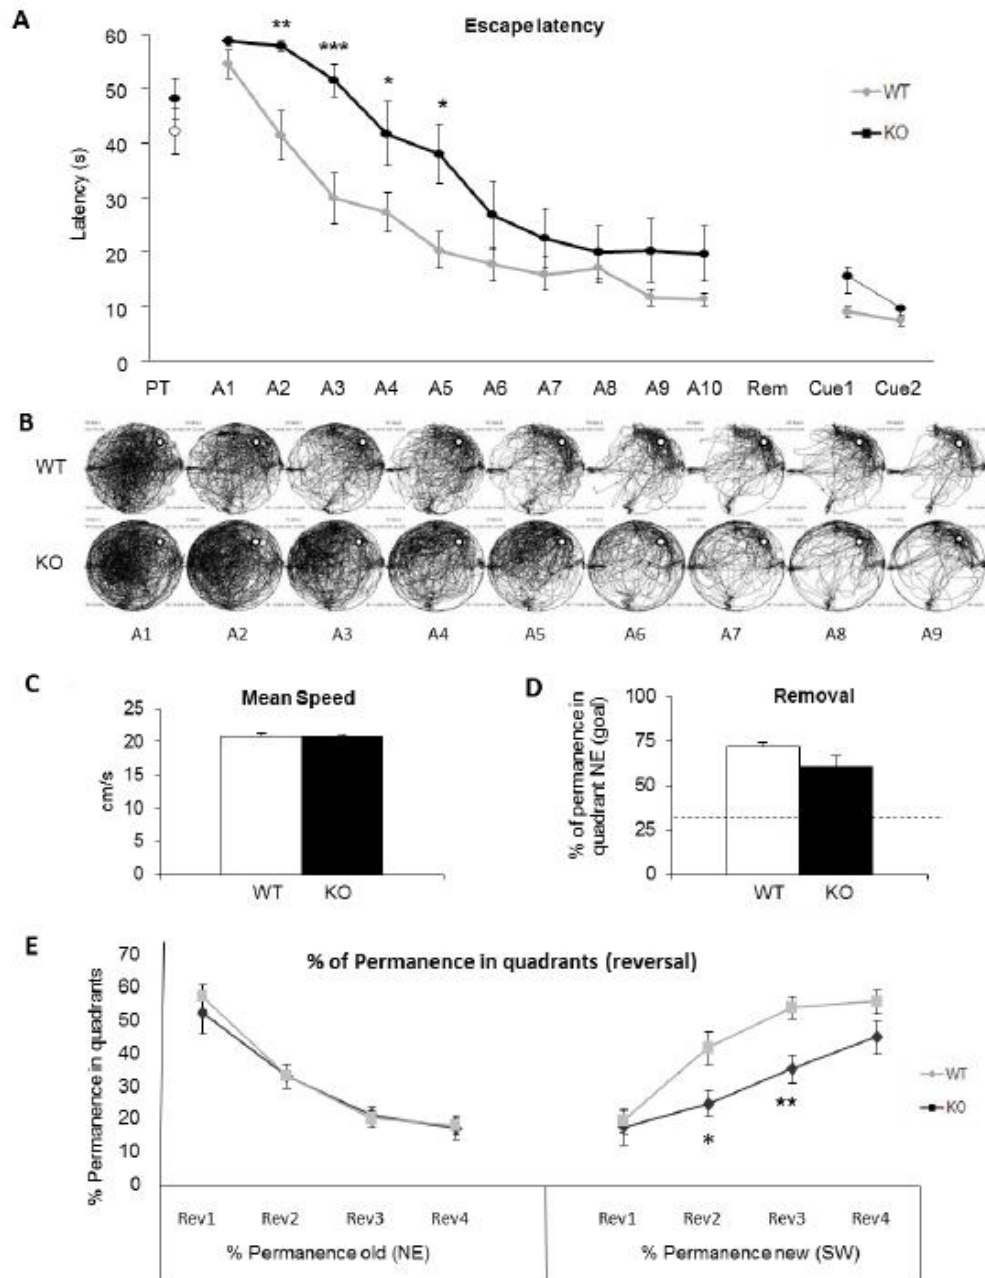 A
Escape latency
60
50
40
30
20
10
0
Latency (s)
** *** * *
WT
KO
PT A1 A2 A3 A4 A5 A6 A7 A8 A9 A10 Rem Cue1 Cue2
B
WT
KO
A1 A2 A3 A4 A5 A6 A7 A8 A9
C
Mean Speed
25
20
15
10
5
0
cm/s
WT KO
D
Removal
100
75
50
25
0
% of permanence in
quadrant NE (goal)
WT KO
E
% of Permanence in quadrants (reversal)
70
60
50
40
30
20
10
0
% Permanence in quadrants
* **
WT
KO
Rev1 Rev2 Rev3 Rev4 Rev1 Rev2 Rev3 Rev4
% Permanence old (NE) % Permanence new (SW)